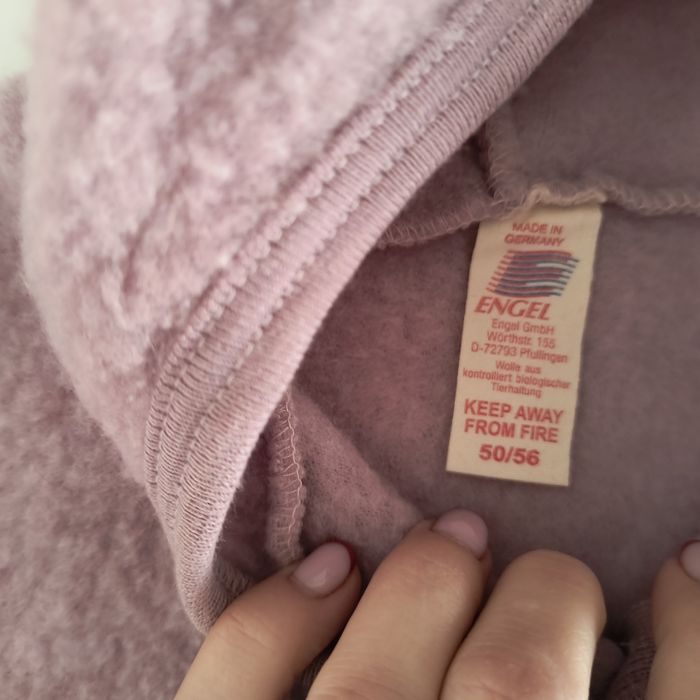 MADE IN
GERMANY
ENGEL
Engel GmbH
Wörthstr. 155
D-72793 Pfullingen
Wolle aus
kontrolliert biologischer
Tierhaltung
KEEP AWAY
FROM FIRE
50/56